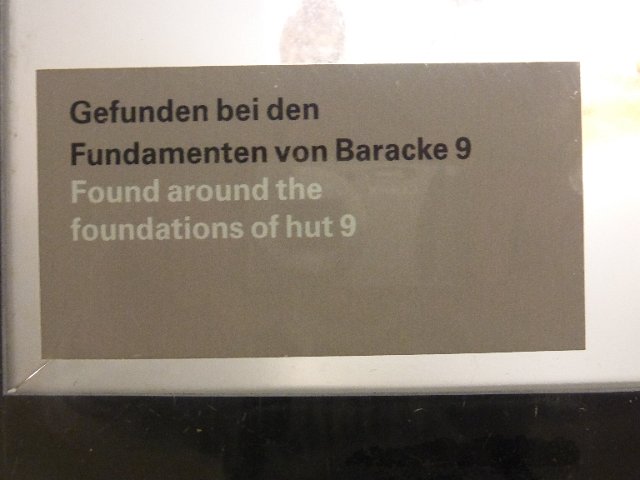 Gefunden bei den
Fundamenten von Baracke 9
Found around the
foundations of hut 9